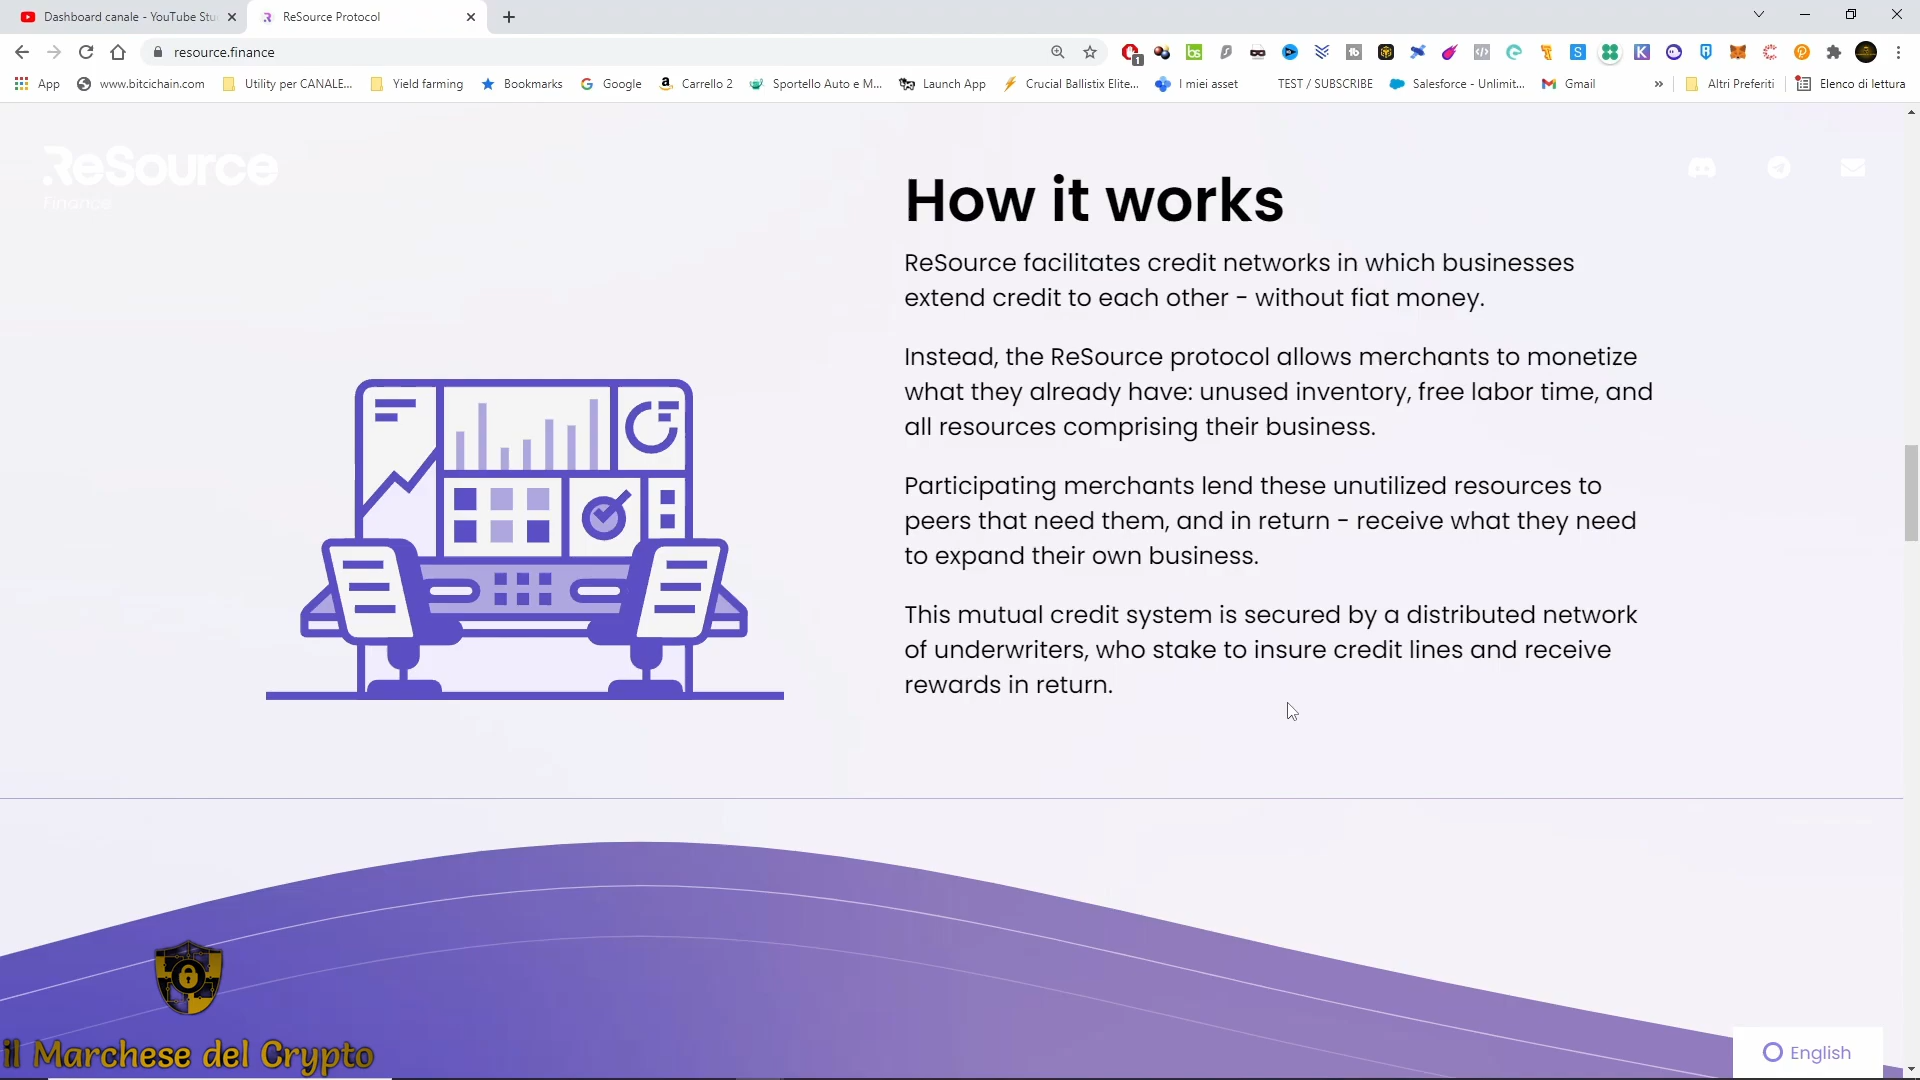 Dashboard canale - YouTube Stu
ReSource Protocol
resource.finance
1
App
www.bitcichain.com
Utility per CANALE...
Yield farming
Bookmarks
Google
Carrello 2
Sportello Auto e M...
Launch App
Crucial Ballistix Elite...
I miei asset
TEST / SUBSCRIBE
Salesforce - Unlimit...
Gmail
»
Altri Preferiti
Elenco di lettura
ReSource
Finance
How it works
ReSource facilitates credit networks in which businesses
extend credit to each other - without fiat money.
Instead, the ReSource protocol allows merchants to monetize
what they already have: unused inventory, free labor time, and
all resources comprising their business.
Participating merchants lend these unutilized resources to
peers that need them, and in return - receive what they need
to expand their own business.
This mutual credit system is secured by a distributed network
of underwriters, who stake to insure credit lines and receive
rewards in return.
il Marchese del Crypto
English